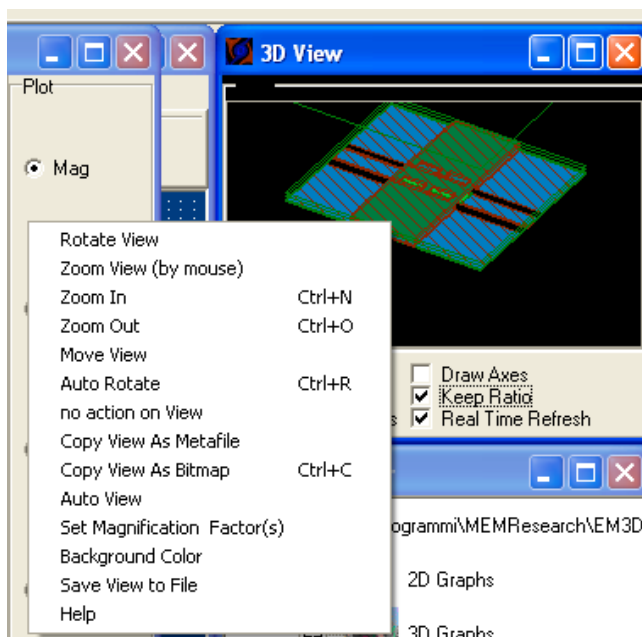 3D View
Plot
Mag
Rotate View
Zoom View (by mouse)
Zoom In Ctrl+N
Zoom Out Ctrl+O
Move View
Auto Rotate Ctrl+R
no action on View
Copy View As Metafile
Copy View As Bitmap Ctrl+C
Auto View
Set Magnification Factor(s)
Background Color
Save View to File
Help
Draw Axes
Keep Ratio
s Real Time Refresh
ogrammi\MEMResearch\EM3D
2D Graphs
3D Graphs